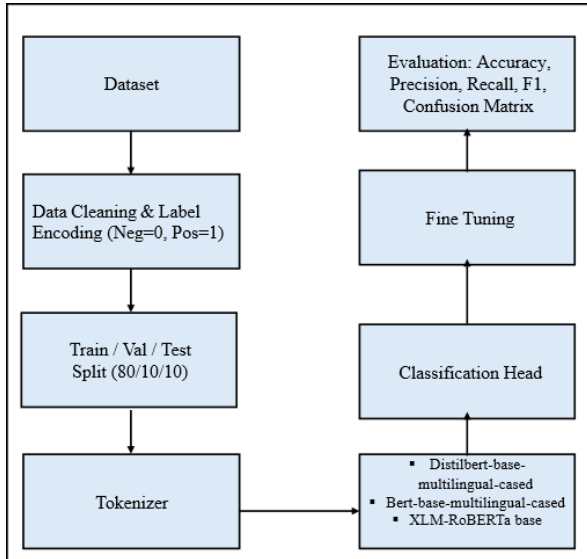 Dataset
Data Cleaning & Label
Encoding (Neg=0, Pos=1)
Train / Val / Test
Split (80/10/10)
Tokenizer
▪ Distilbert-base-
multilingual-cased
▪ Bert-base-multilingual-cased
▪ XLM-RoBERTa base
Classification Head
Fine Tuning
Evaluation: Accuracy,
Precision, Recall, F1,
Confusion Matrix